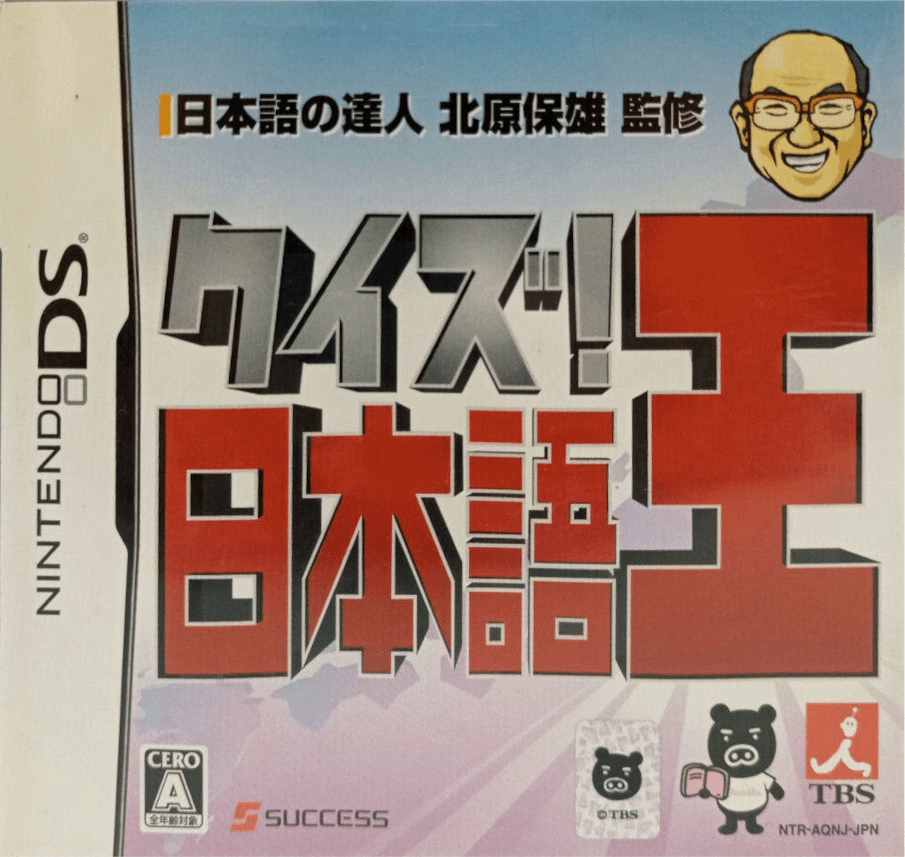 日本語の達人 北原保雄 監修
クイズ!
日本語王
NINTENDO DS®
CERO
A
全年齢対象
SUCCESS
©TBS
TBS
NTR-AQNJ-JPN